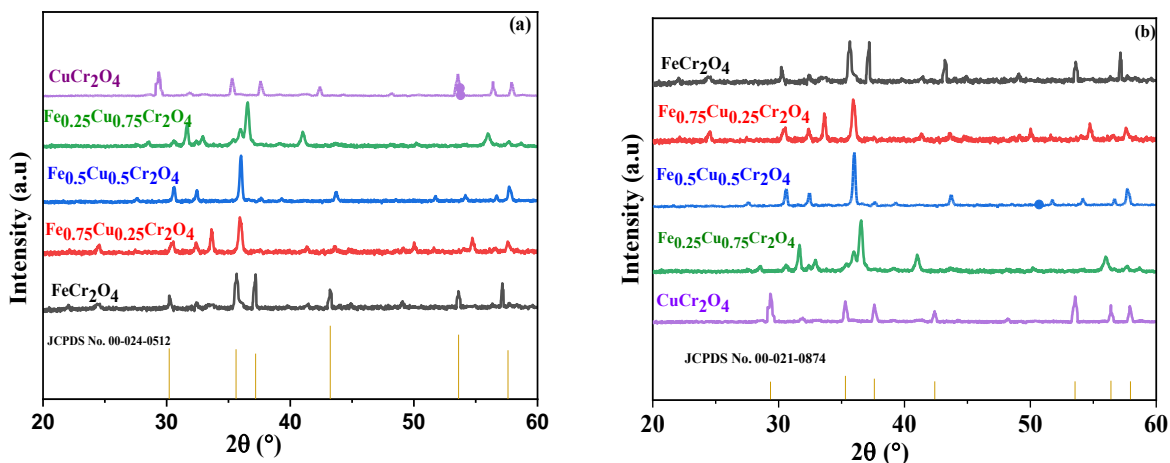 (a)
CuCr₂O₄
Fe₀.₂₅Cu₀.₇₅Cr₂O₄
Fe₀.₅Cu₀.₅Cr₂O₄
Fe₀.₇₅Cu₀.₂₅Cr₂O₄
FeCr₂O₄
JCPDS No. 00-024-0512
Intensity (a.u)
20 30 40 50 60
2θ (°)
(b)
FeCr₂O₄
Fe₀.₇₅Cu₀.₂₅Cr₂O₄
Fe₀.₅Cu₀.₅Cr₂O₄
Fe₀.₂₅Cu₀.₇₅Cr₂O₄
CuCr₂O₄
JCPDS No. 00-021-0874
Intensity (a.u)
20 30 40 50 60
2θ (°)